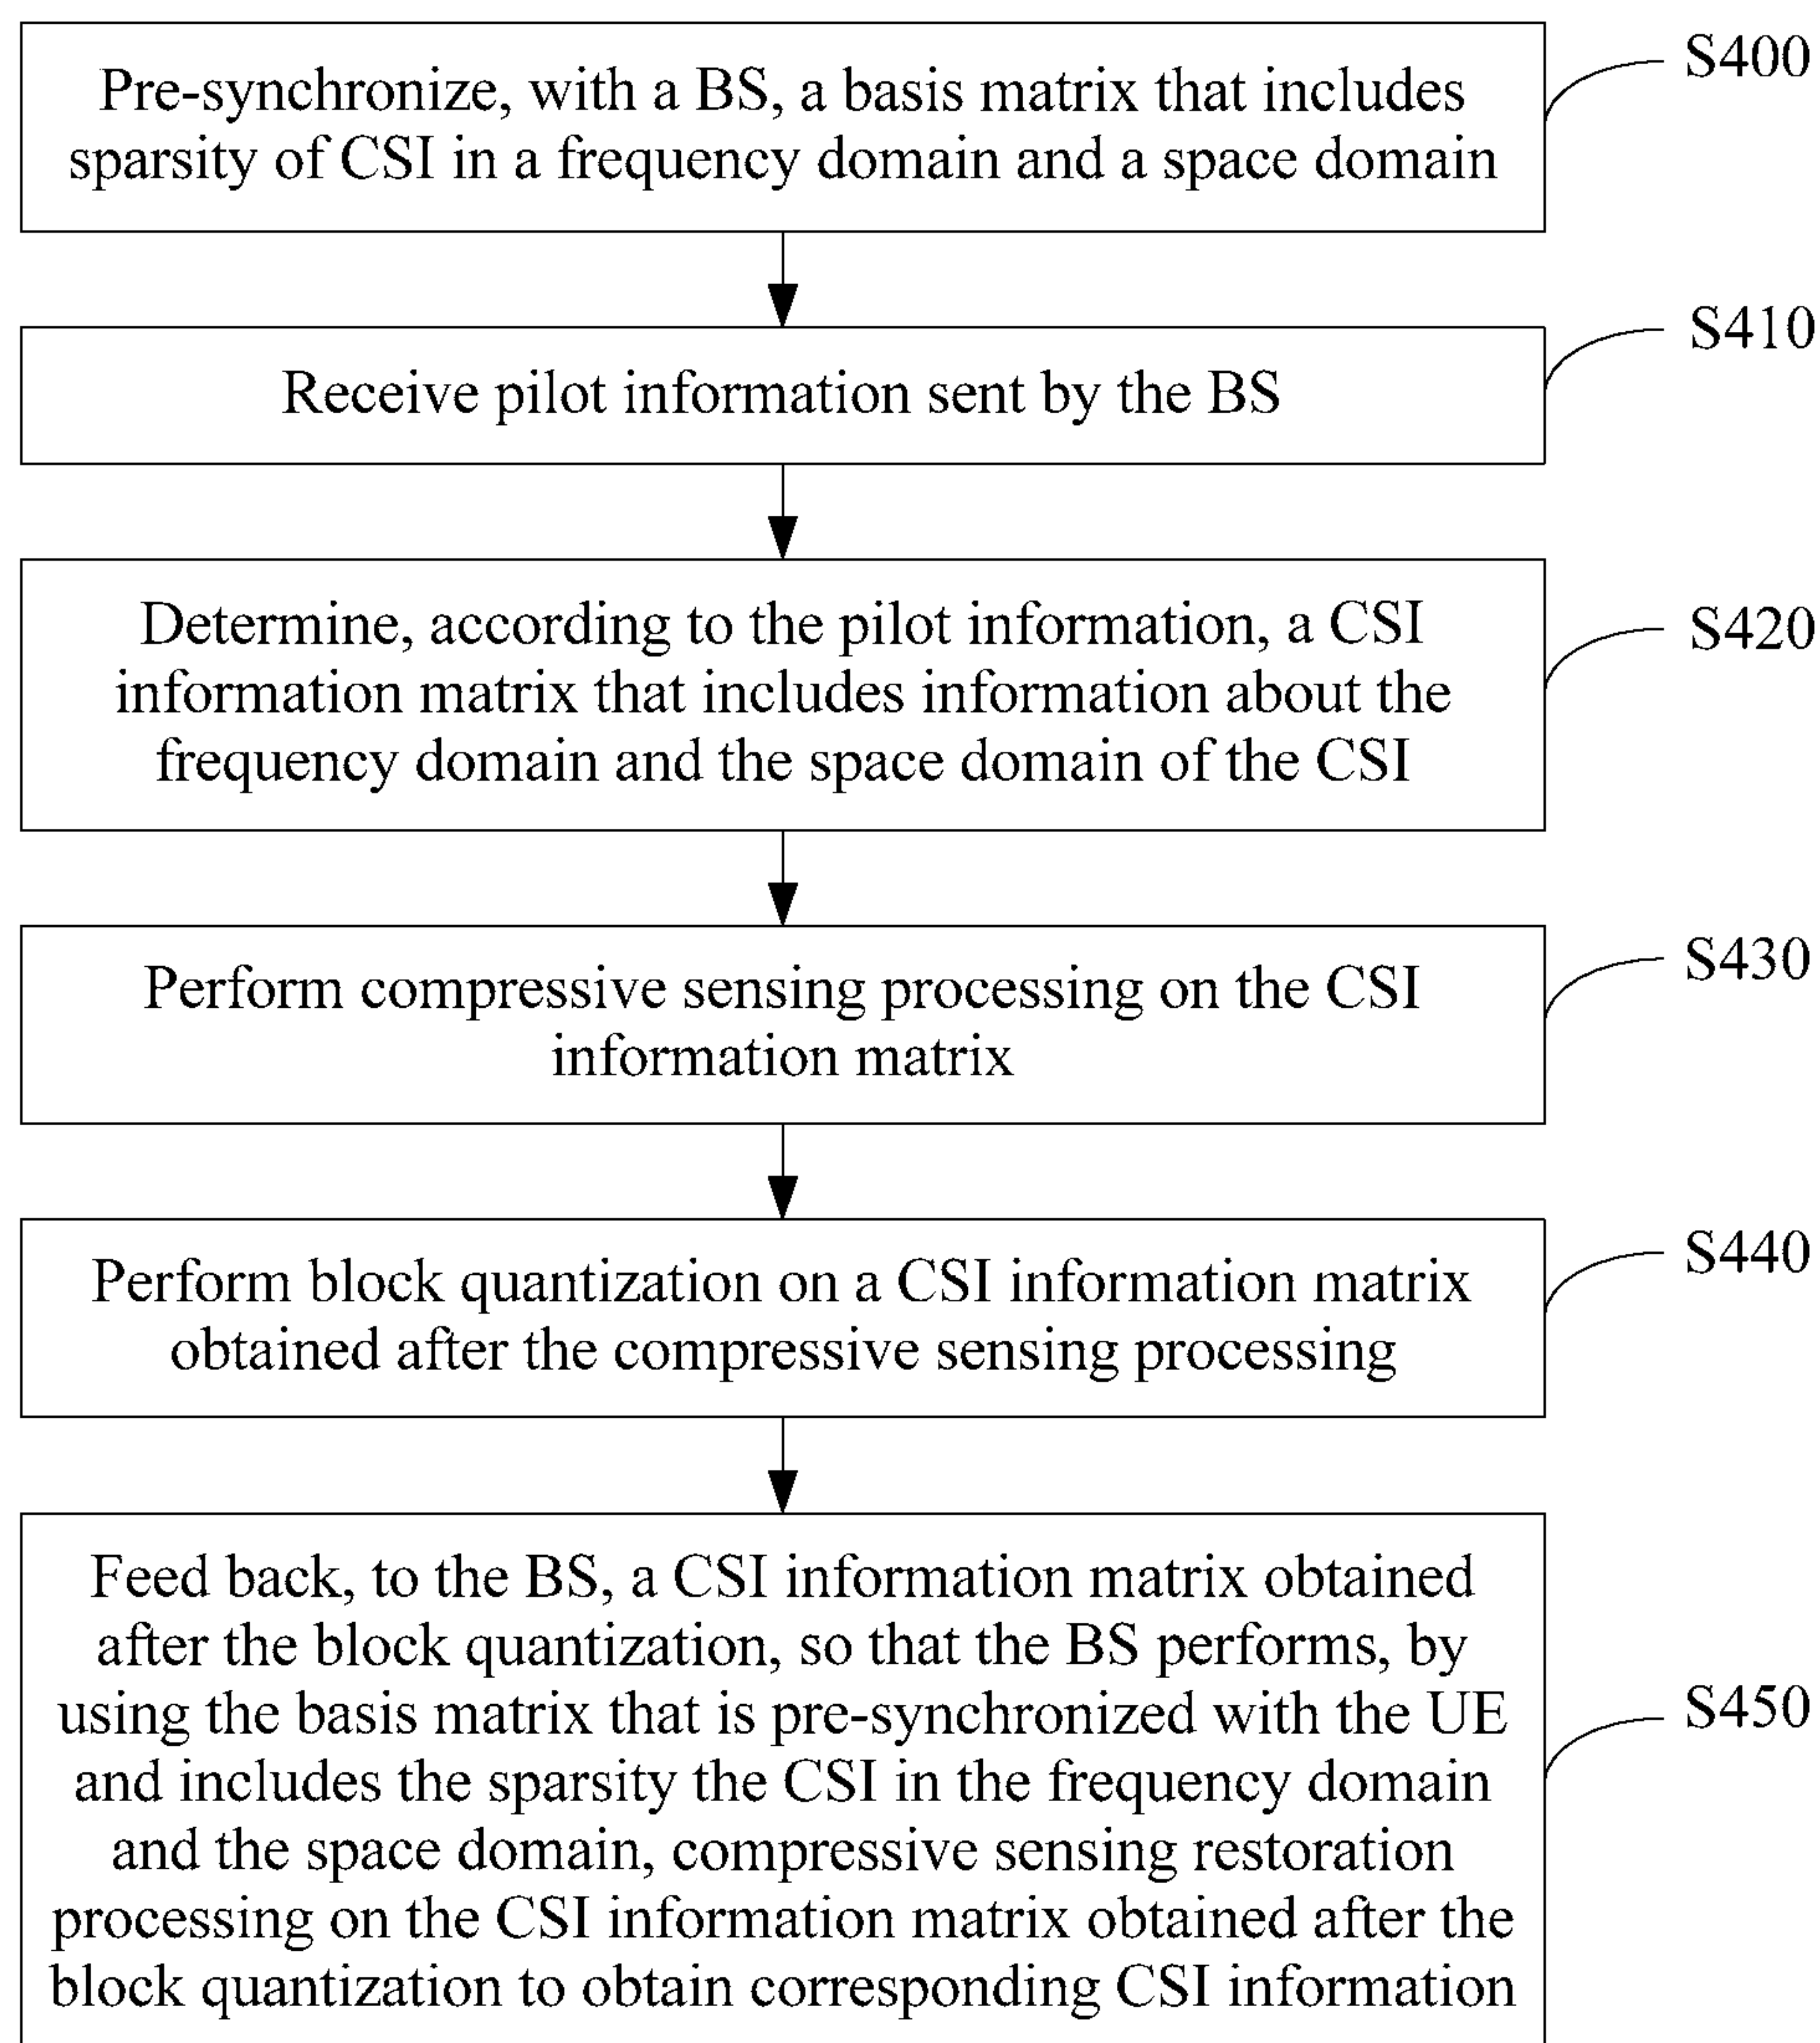 Pre-synchronize, with a BS, a basis matrix that includes
sparsity of CSI in a frequency domain and a space domain
S400
Receive pilot information sent by the BS
S410
Determine, according to the pilot information, a CSI
information matrix that includes information about the
frequency domain and the space domain of the CSI
S420
Perform compressive sensing processing on the CSI
information matrix
S430
Perform block quantization on a CSI information matrix
obtained after the compressive sensing processing
S440
Feed back, to the BS, a CSI information matrix obtained
after the block quantization, so that the BS performs, by
using the basis matrix that is pre-synchronized with the UE
and includes the sparsity the CSI in the frequency domain
and the space domain, compressive sensing restoration
processing on the CSI information matrix obtained after the
block quantization to obtain corresponding CSI information
S450